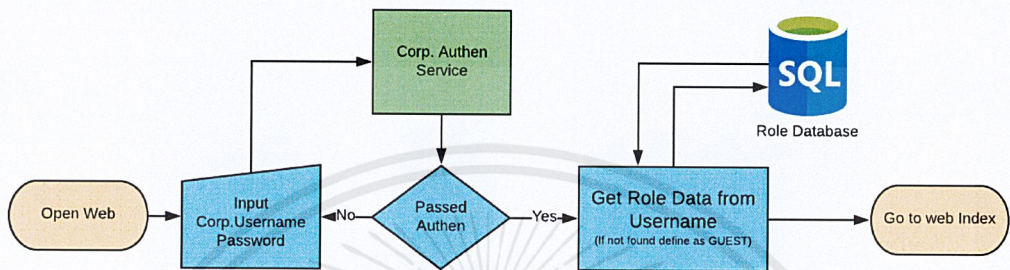 Corp. Authen
Service
SQL
Role Database
Open Web
Input
Corp.Username
Password
No
Passed
Authen
Yes
Get Role Data from
Username
(If not found define as GUEST)
Go to web Index